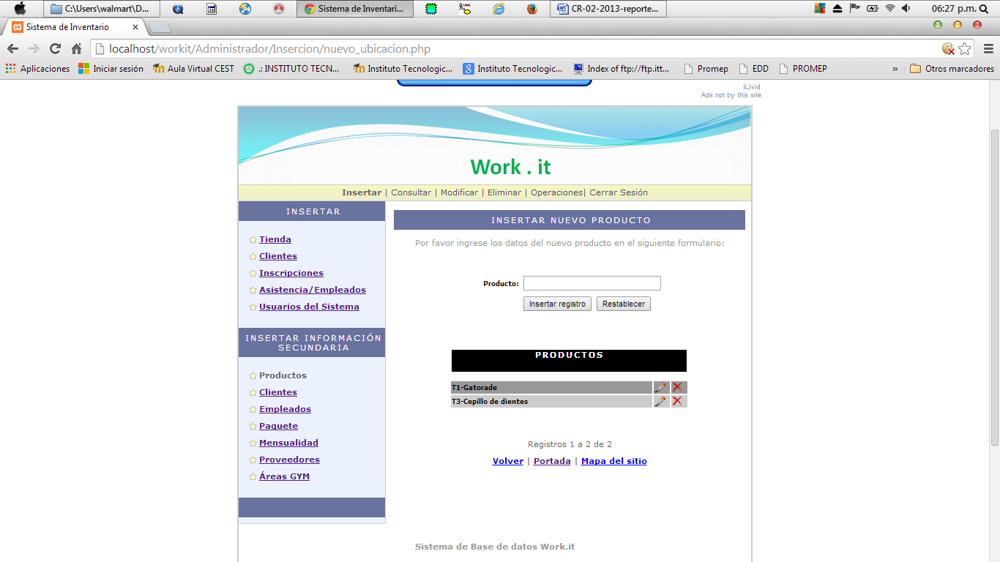 C:\Users\walmart\D...
Sistema de Inventari...
UML
CR-02-2013-reporte...
06:27 p.m.
Sistema de Inventario
localhost/workit/Administrador/Insercion/nuevo_ubicacion.php
Aplicaciones
Iniciar sesión
Aula Virtual CEST
.: INSTITUTO TECN...
Instituto Tecnologic...
Instituto Tecnologic...
Index of ftp://ftp.itt...
Promep
EDD
PROMEP
»
Otros marcadores
iLivid
Ads not by this site
Work . it
Insertar | Consultar | Modificar | Eliminar | Operaciones| Cerrar Sesión
INSERTAR
Tienda
Clientes
Inscripciones
Asistencia/Empleados
Usuarios del Sistema
INSERTAR INFORMACIÓN
SECUNDARIA
Productos
Clientes
Empleados
Paquete
Mensualidad
Proveedores
Áreas GYM
INSERTAR NUEVO PRODUCTO
Por favor ingrese los datos del nuevo producto en el siguiente formulario:
Producto:
Insertar registro Restablecer
PRODUCTOS
T1-Gatorade
T3-Cepillo de dientes
Registros 1 a 2 de 2
Volver | Portada | Mapa del sitio
Sistema de Base de datos Work.it